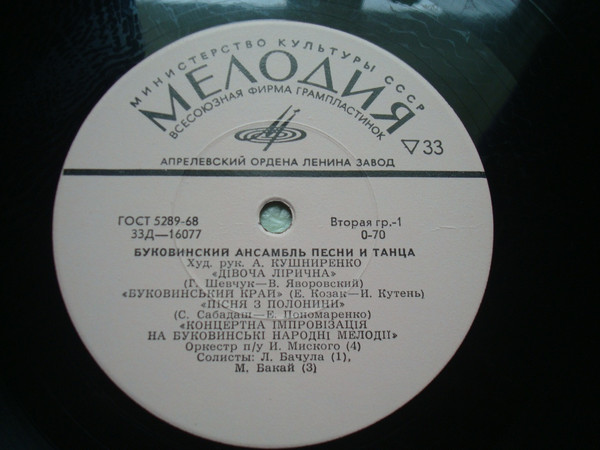 МИНИСТЕРСТВО КУЛЬТУРЫ СССР
МЕЛОДИЯ
ВСЕСОЮЗНАЯ ФИРМА ГРАМПЛАСТИНОК
▽33
АПРЕЛЕВСКИЙ ОРДЕНА ЛЕНИНА ЗАВОД
ГОСТ 5289-68 Вторая гр.-1
33Д—16077 0-70
БУКОВИНСКИЙ АНСАМБЛЬ ПЕСНИ И ТАНЦА
Худ. рук. А. КУШНИРЕНКО
«ДІВОЧА ЛІРИЧНА»
(Г. Шевчук—В. Яворовский)
«БУКОВИНСЬКИЙ КРАЙ» (Е. Козак—И. Кутень)
«ПІСНЯ З ПОЛОНИНИ»
(С. Сабадаш—Е. Пономаренко)
«КОНЦЕРТНА ІМПРОВІЗАЦІЯ
НА БУКОВИНСЬКІ НАРОДНІ МЕЛОДІЇ»
Оркестр п/у И. Миского (4)
Солисты: Л. Бачула (1),
М. Бакай (3)